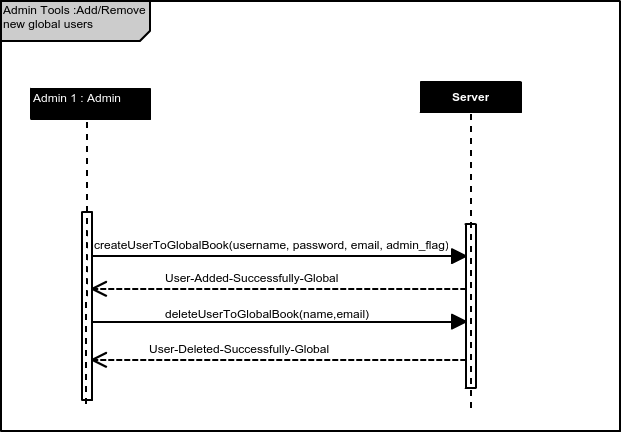 Admin Tools :Add/Remove
new global users
Admin 1 : Admin
Server
createUserToGlobalBook(username, password, email, admin_flag)
User-Added-Successfully-Global
deleteUserToGlobalBook(name,email)
User-Deleted-Successfully-Global